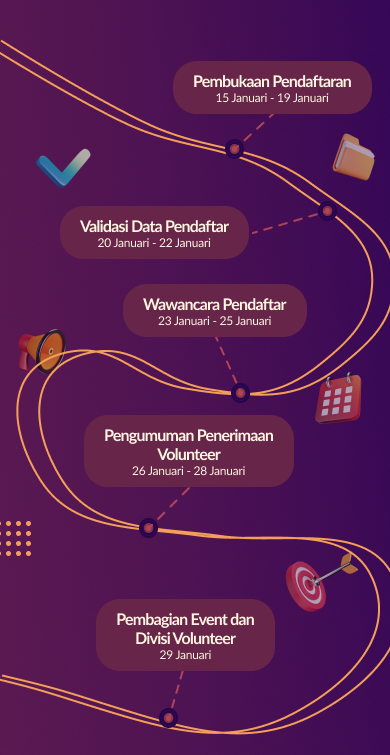 Pembukaan Pendaftaran
15 Januari - 19 Januari
Validasi Data Pendaftar
20 Januari - 22 Januari
Wawancara Pendaftar
23 Januari - 25 Januari
Pengumuman Penerimaan
Volunteer
26 Januari - 28 Januari
Pembagian Event dan
Divisi Volunteer
29 Januari